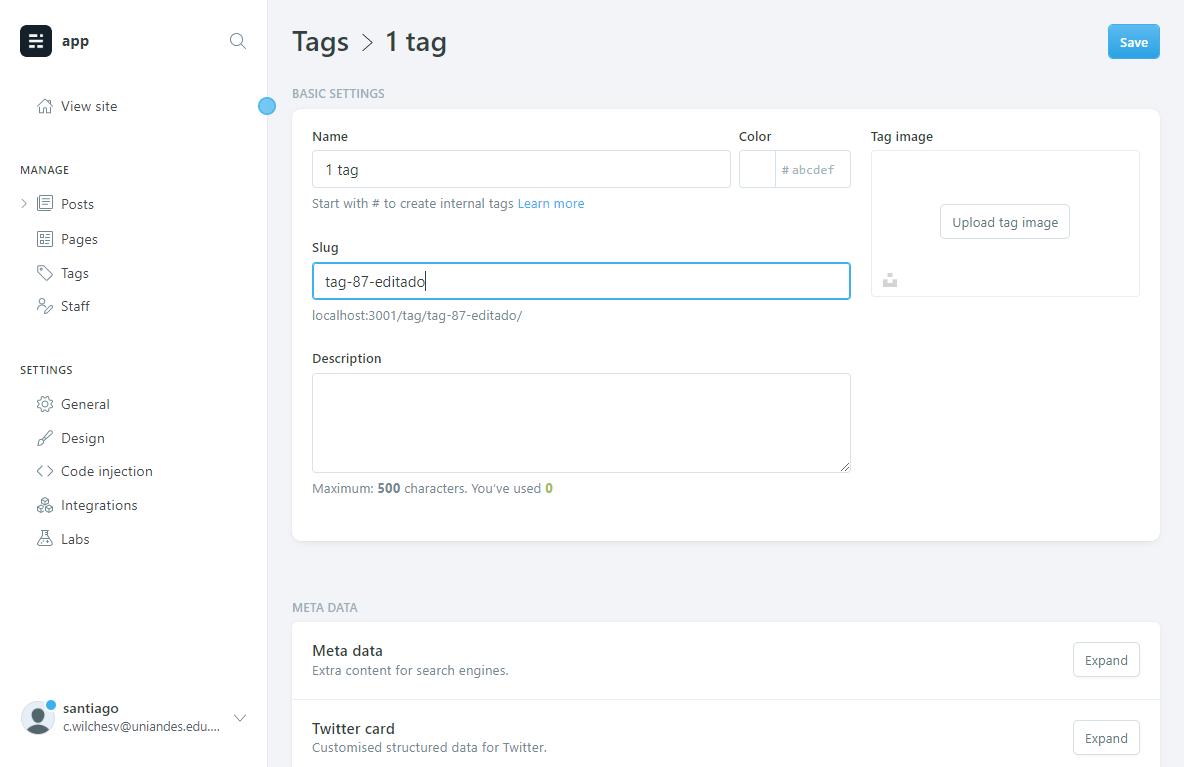 app
View site
MANAGE
Posts
Pages
Tags
Staff
SETTINGS
General
Design
Code injection
Integrations
Labs
santiago
c.wilchesv@uniandes.edu....
Tags > 1 tag
Save
BASIC SETTINGS
Name
1 tag
Start with # to create internal tags Learn more
Color
# abcdef
Tag image
Upload tag image
Slug
tag-87-editado
localhost:3001/tag/tag-87-editado/
Description
Maximum: 500 characters. You’ve used 0
META DATA
Meta data
Extra content for search engines.
Expand
Twitter card
Customised structured data for Twitter.
Expand